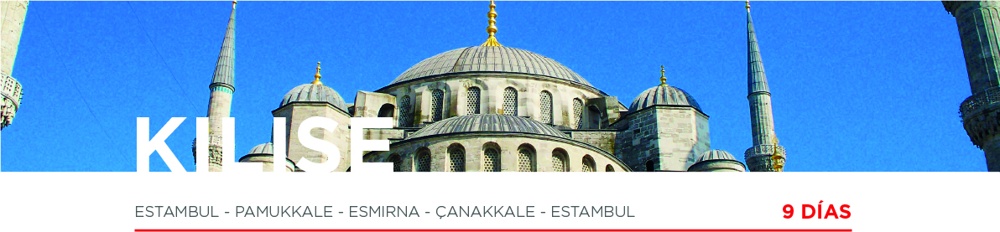 KILISE
ESTAMBUL - PAMUKKALE - ESMIRNA - ÇANAKKALE - ESTAMBUL
9 DÍAS